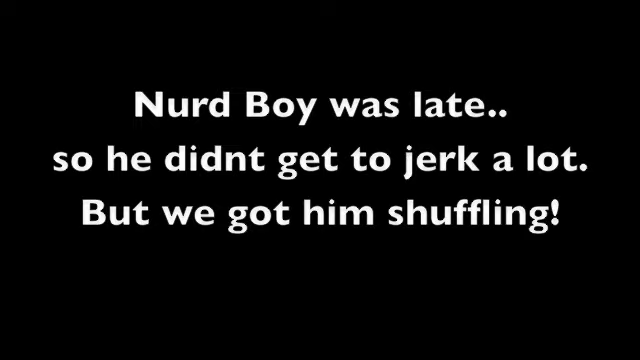 Nurd Boy was late..
so he didnt get to jerk a lot.
But we got him shuffling!